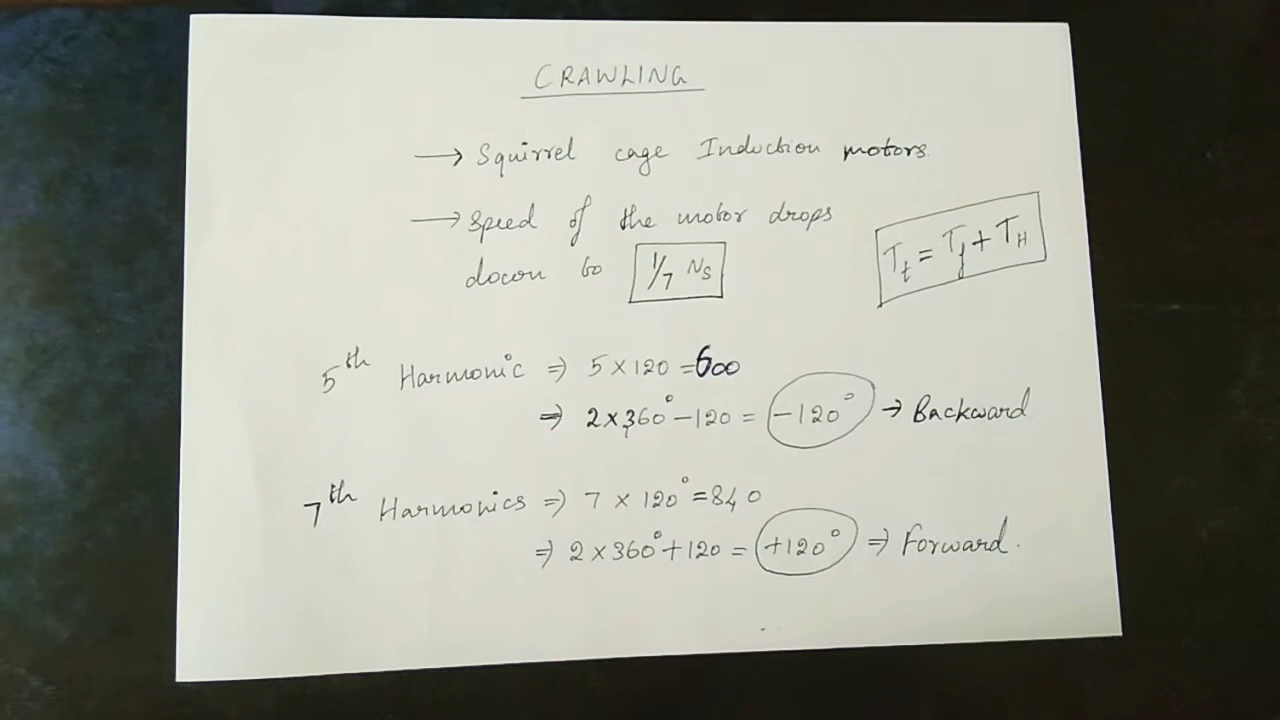 CRAWLING
→ Squirrel cage Induction motors
→ Speed of the motor drops
down to 1/7 Ns
Tt = Tf + TH
5th Harmonic ⇒ 5 × 120 = 600
⇒ 2 × 360° − 120 = −120° → Backward
7th Harmonics ⇒ 7 × 120° = 840
⇒ 2 × 360° + 120 = +120° ⇒ Forward.